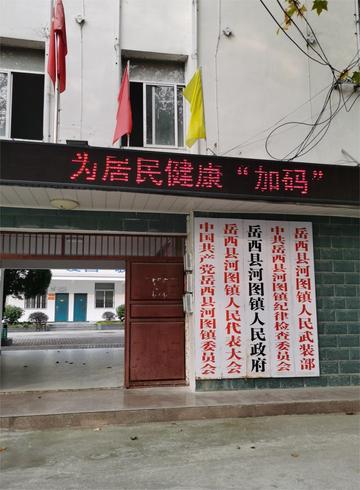 为居民健康“加码”
中国共产党岳西县河图镇委员会
岳西县河图镇人民代表大会
岳西县河图镇人民政府
中共岳西县河图镇纪律检查委员会
岳西县河图镇人民武装部